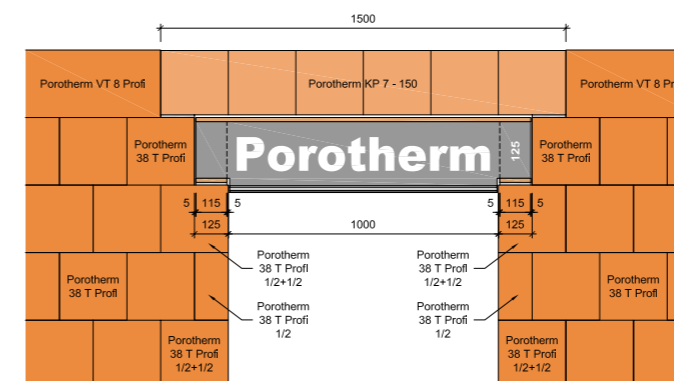 1500
Porotherm VT 8 Profi
Porotherm KP 7 - 150
Porotherm VT 8 Pr
Porotherm
38 T Profi
Porotherm
125
Porotherm
38 T Profi
5 115 5
5 115 5
125
1000
125
Porotherm
38 T Profi
1/2+1/2
Porotherm
38 T Profi
1/2+1/2
Porotherm
38 T Profi
Porotherm
38 T Profi
1/2
Porotherm
38 T Profi
1/2
Porotherm
38 T Profi
Porotherm
38 T Profi
1/2+1/2
Porotherm
38 T Profi
1/2+1/2